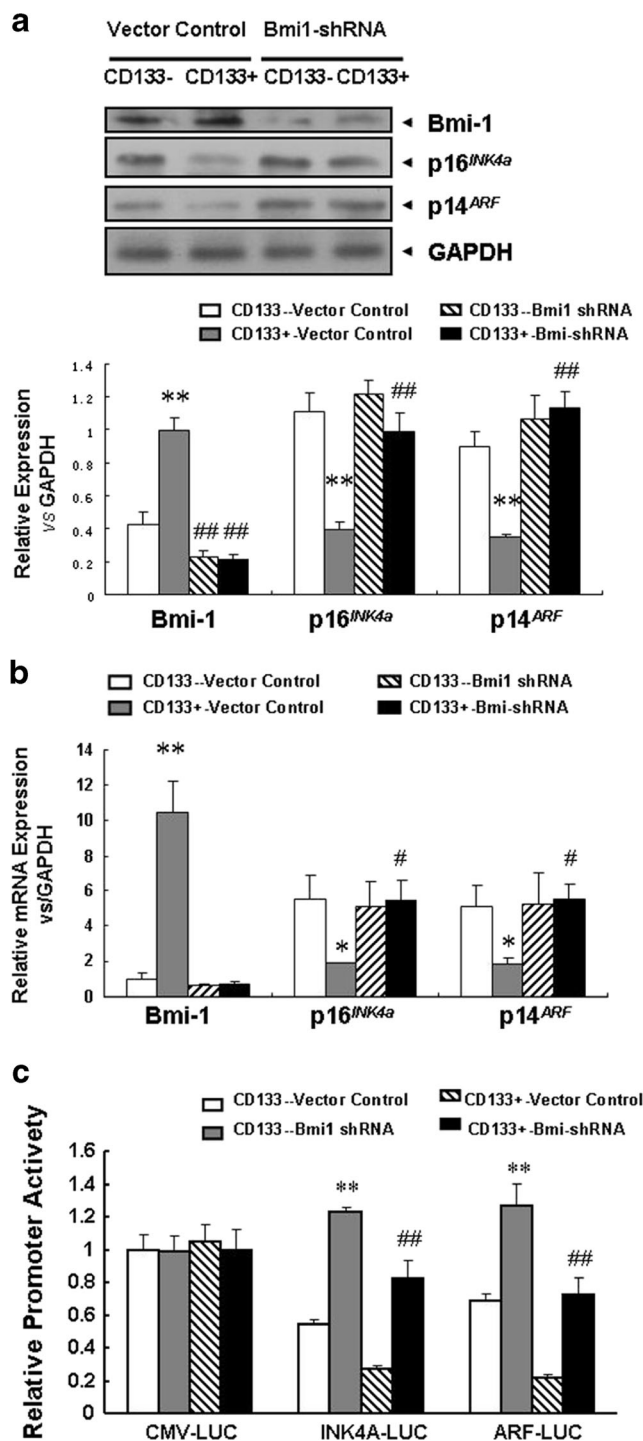 a
Vector Control Bmi1-shRNA
CD133- CD133+ CD133- CD133+
Bmi-1
p16INK4a
p14ARF
GAPDH
CD133--Vector Control CD133--Bmi1 shRNA
CD133+-Vector Control CD133+-Bmi-shRNA
Relative Expression
vs GAPDH
1.4
1.2
1
0.8
0.6
0.4
0.2
0
** ## ## ** ## ** ##
Bmi-1 p16INK4a p14ARF
b
CD133--Vector Control CD133--Bmi1 shRNA
CD133+-Vector Control CD133+-Bmi-shRNA
Relative mRNA Expression
vs/GAPDH
14
12
10
8
6
4
2
0
** * # * #
Bmi-1 p16INK4a p14ARF
c
CD133--Vector Control CD133+-Vector Control
CD133--Bmi1 shRNA CD133+-Bmi-shRNA
Relative Promoter Activety
1.6
1.4
1.2
1
0.8
0.6
0.4
0.2
0
** ## ** ##
CMV-LUC INK4A-LUC ARF-LUC